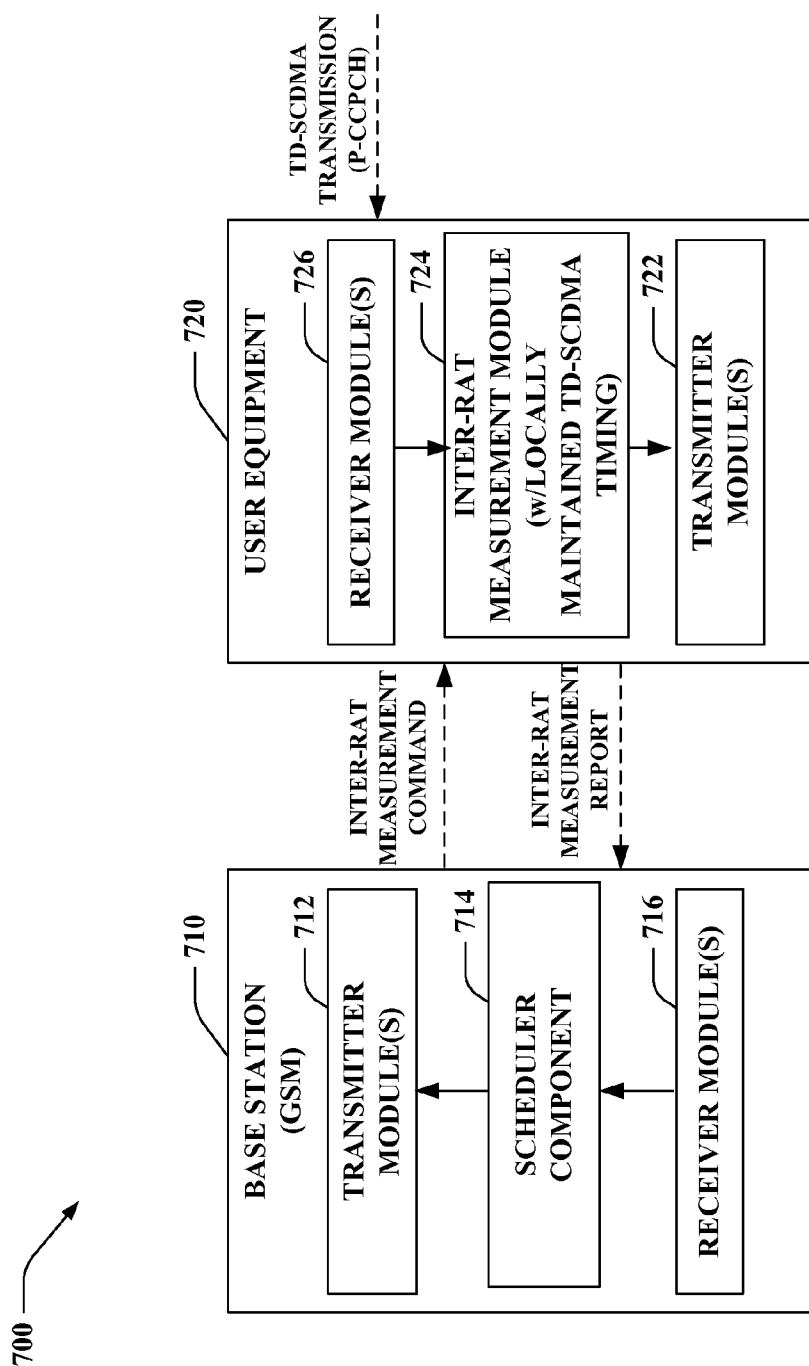 700
710
BASE STATION
(GSM)
712
TRANSMITTER
MODULE(S)
714
SCHEDULER
COMPONENT
716
RECEIVER MODULE(S)
INTER-RAT
MEASUREMENT
COMMAND
INTER-RAT
MEASUREMENT
REPORT
720
USER EQUIPMENT
726
RECEIVER MODULE(S)
724
INTER-RAT
MEASUREMENT MODULE
(w/LOCALLY
MAINTAINED TD-SCDMA
TIMING)
722
TRANSMITTER
MODULE(S)
TD-SCDMA
TRANSMISSION
(P-CCPCH)